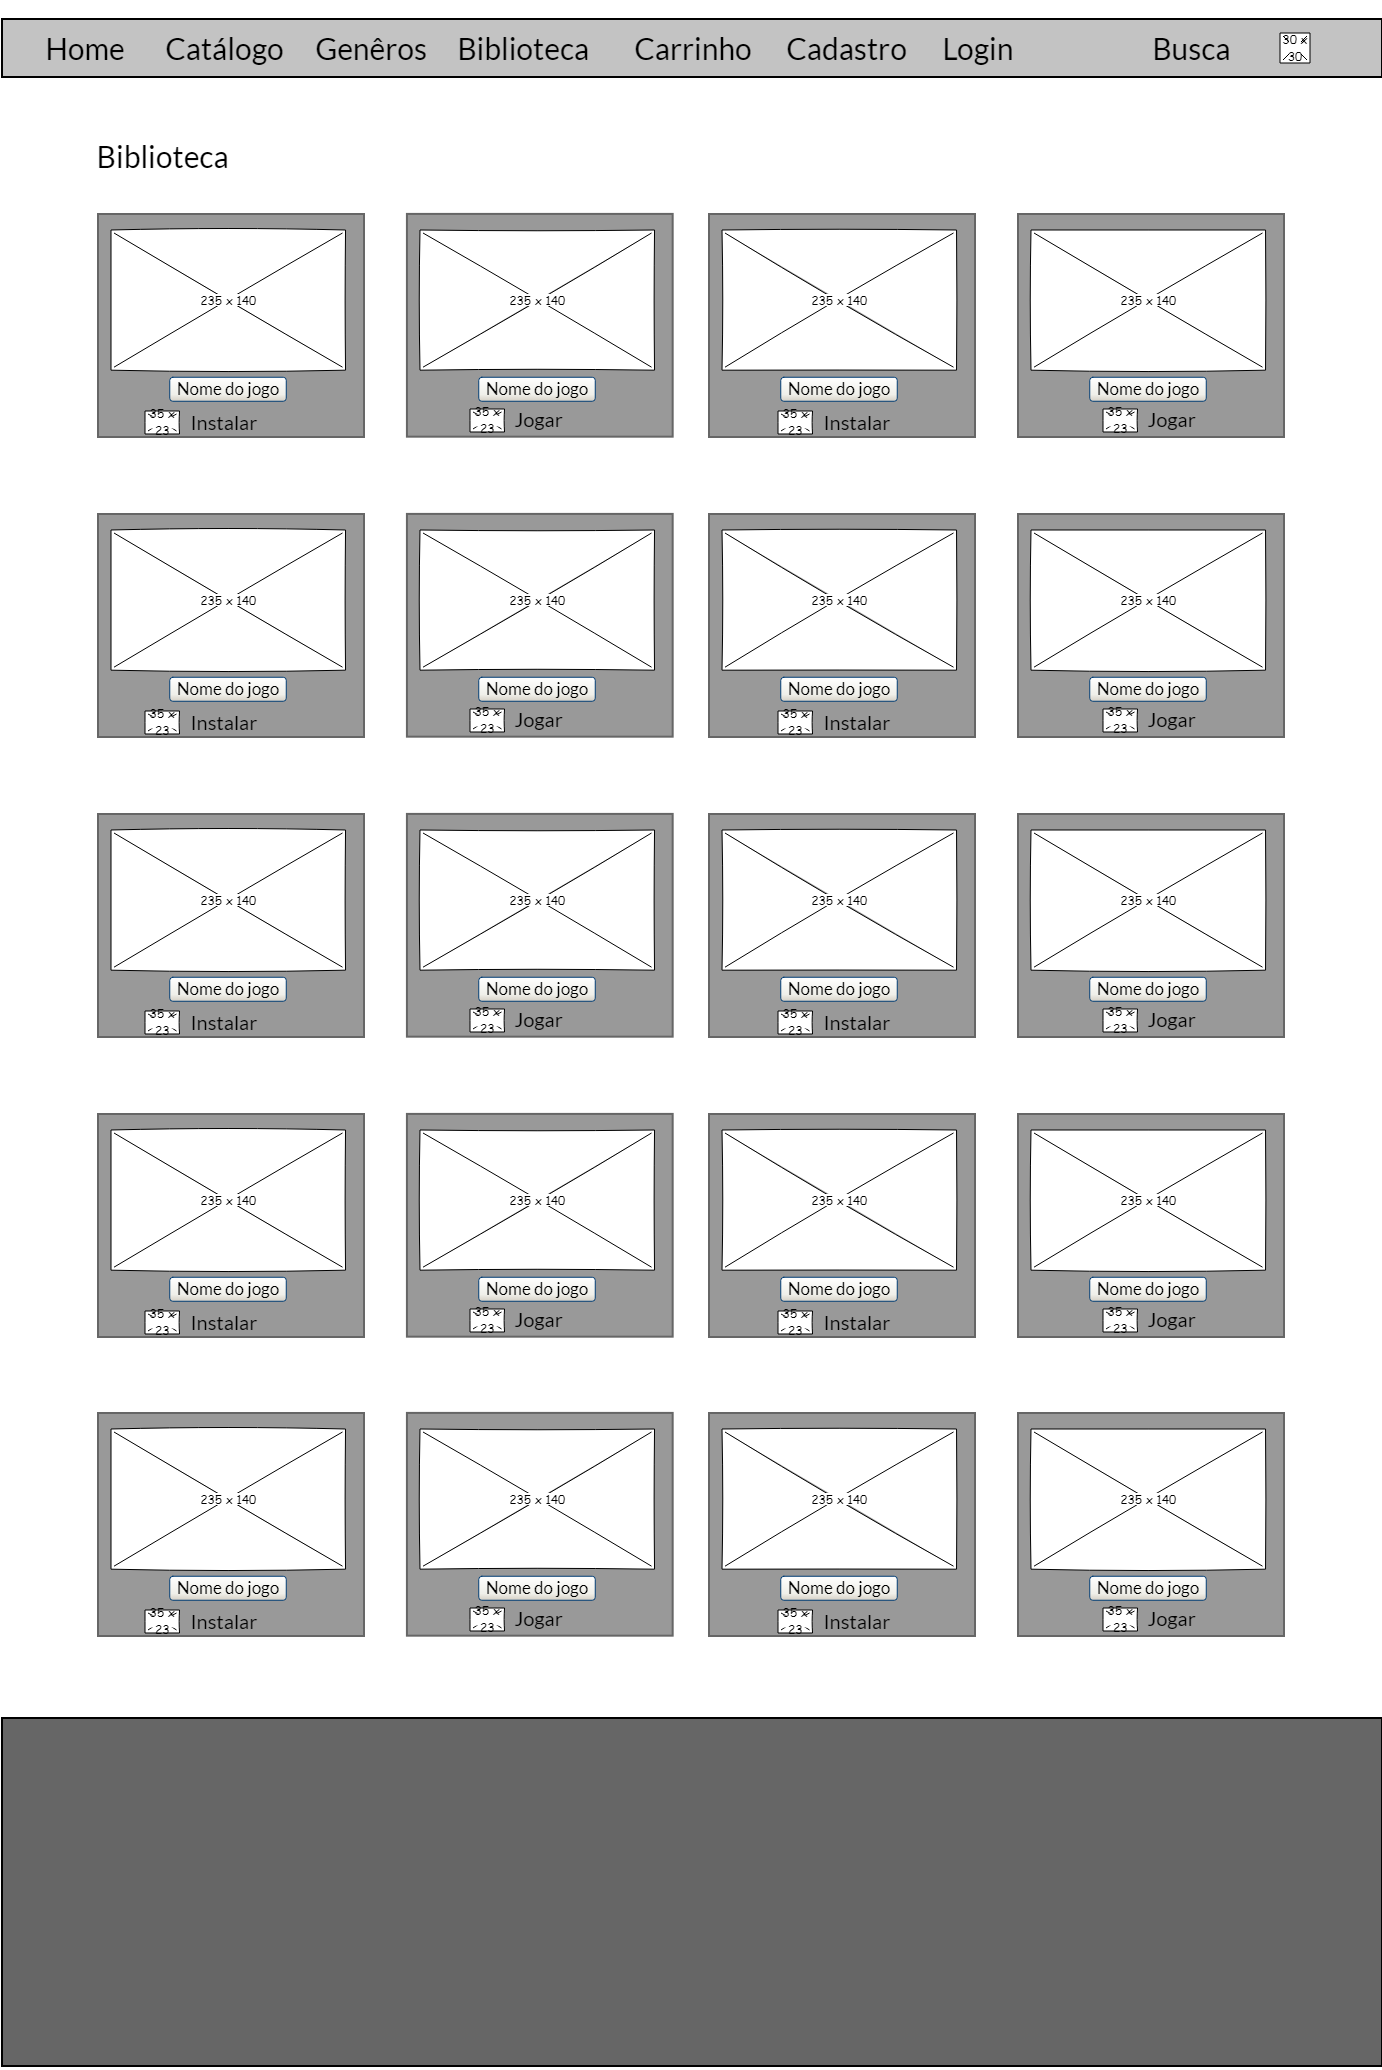 Home Catálogo Genêros Biblioteca Carrinho Cadastro Login Busca 30 x 30
Biblioteca
235 x 140 235 x 140 235 x 140 235 x 140
Nome do jogo Nome do jogo Nome do jogo Nome do jogo
35 x 23 Instalar 35 x 23 Jogar 35 x 23 Instalar 35 x 23 Jogar
235 x 140 235 x 140 235 x 140 235 x 140
Nome do jogo Nome do jogo Nome do jogo Nome do jogo
35 x 23 Instalar 35 x 23 Jogar 35 x 23 Instalar 35 x 23 Jogar
235 x 140 235 x 140 235 x 140 235 x 140
Nome do jogo Nome do jogo Nome do jogo Nome do jogo
35 x 23 Instalar 35 x 23 Jogar 35 x 23 Instalar 35 x 23 Jogar
235 x 140 235 x 140 235 x 140 235 x 140
Nome do jogo Nome do jogo Nome do jogo Nome do jogo
35 x 23 Instalar 35 x 23 Jogar 35 x 23 Instalar 35 x 23 Jogar
235 x 140 235 x 140 235 x 140 235 x 140
Nome do jogo Nome do jogo Nome do jogo Nome do jogo
35 x 23 Instalar 35 x 23 Jogar 35 x 23 Instalar 35 x 23 Jogar